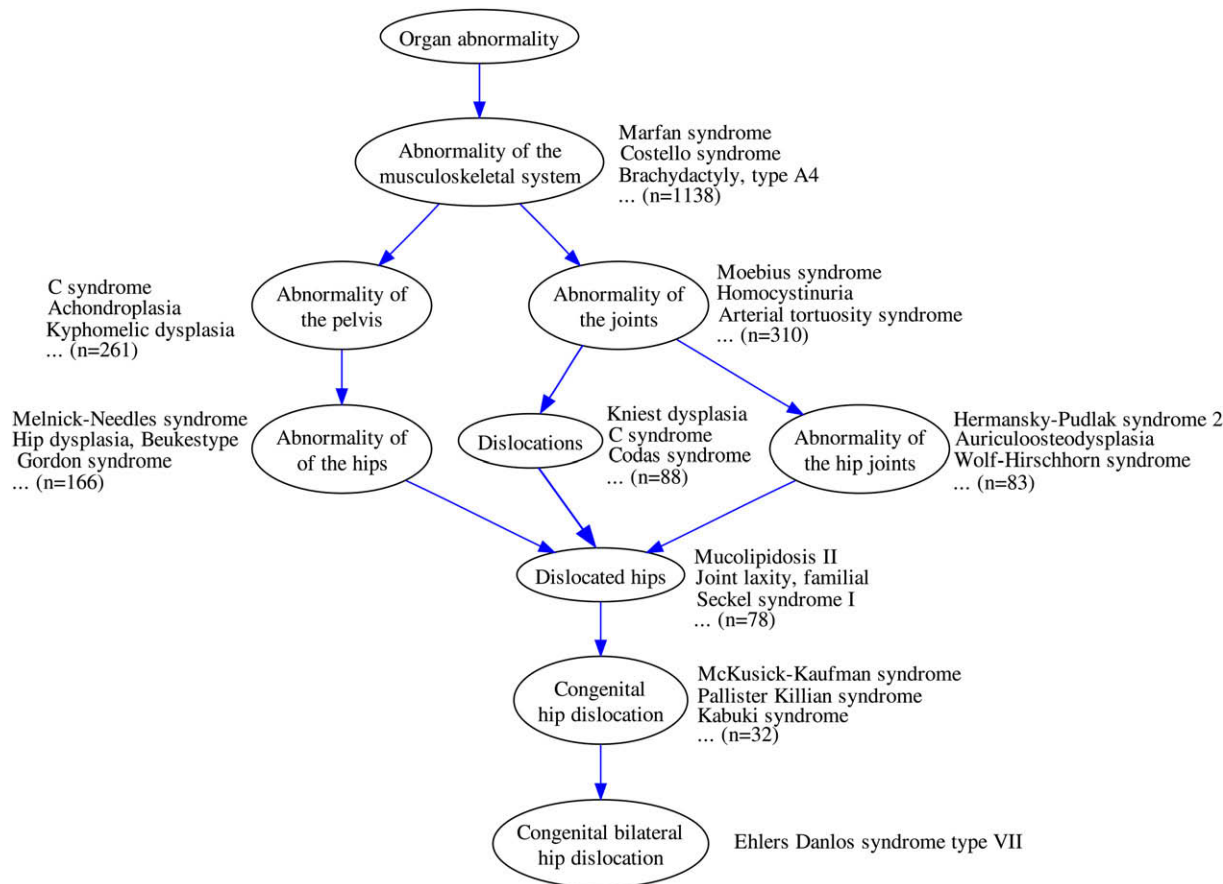 Organ abnormality
Abnormality of the
musculoskeletal system
Marfan syndrome
Costello syndrome
Brachydactyly, type A4
... (n=1138)
C syndrome
Achondroplasia
Kyphomelic dysplasia
... (n=261)
Abnormality of
the pelvis
Abnormality of
the joints
Moebius syndrome
Homocystinuria
Arterial tortuosity syndrome
... (n=310)
Melnick-Needles syndrome
Hip dysplasia, Beukestype
Gordon syndrome
... (n=166)
Abnormality
of the hips
Dislocations
Kniest dysplasia
C syndrome
Codas syndrome
... (n=88)
Abnormality of
the hip joints
Hermansky-Pudlak syndrome 2
Auriculoosteodysplasia
Wolf-Hirschhorn syndrome
... (n=83)
Dislocated hips
Mucolipidosis II
Joint laxity, familial
Seckel syndrome I
... (n=78)
Congenital
hip dislocation
McKusick-Kaufman syndrome
Pallister Killian syndrome
Kabuki syndrome
... (n=32)
Congenital bilateral
hip dislocation
Ehlers Danlos syndrome type VII